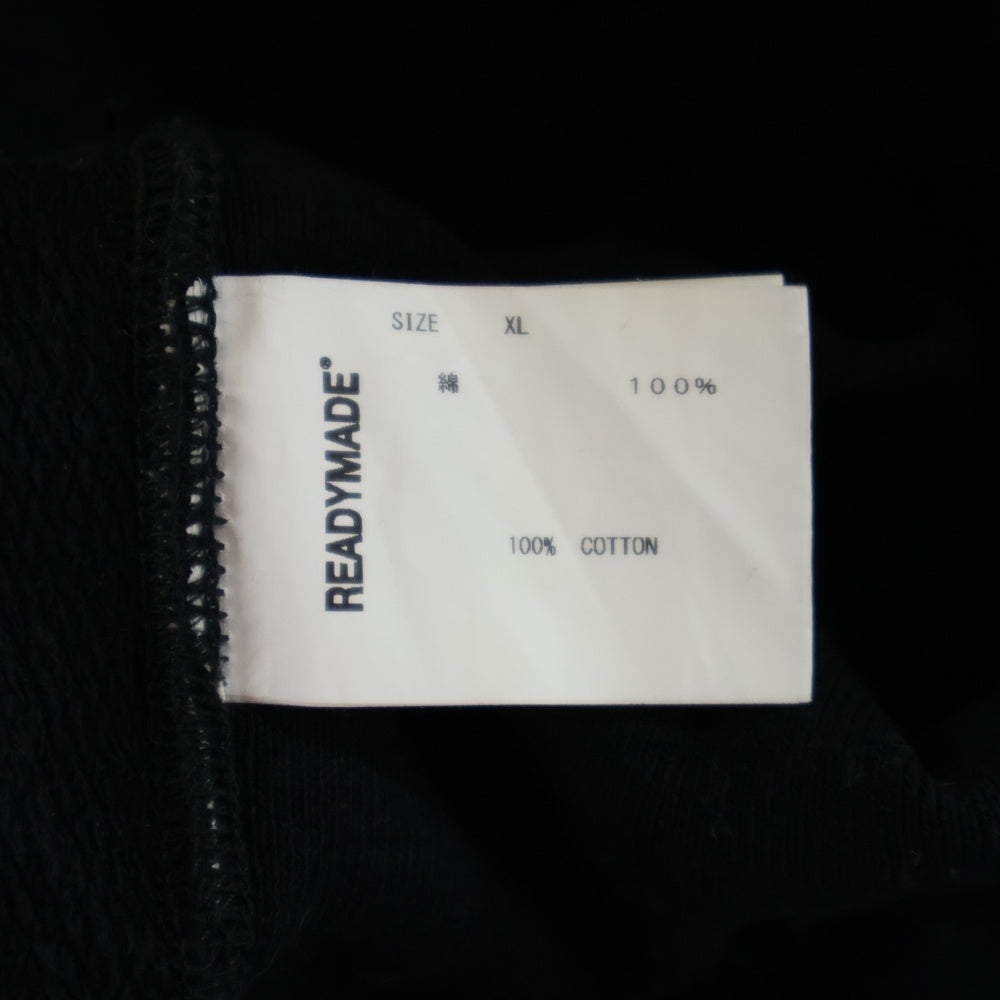 SIZE XL
綿 １００％
100% COTTON
READYMADE®